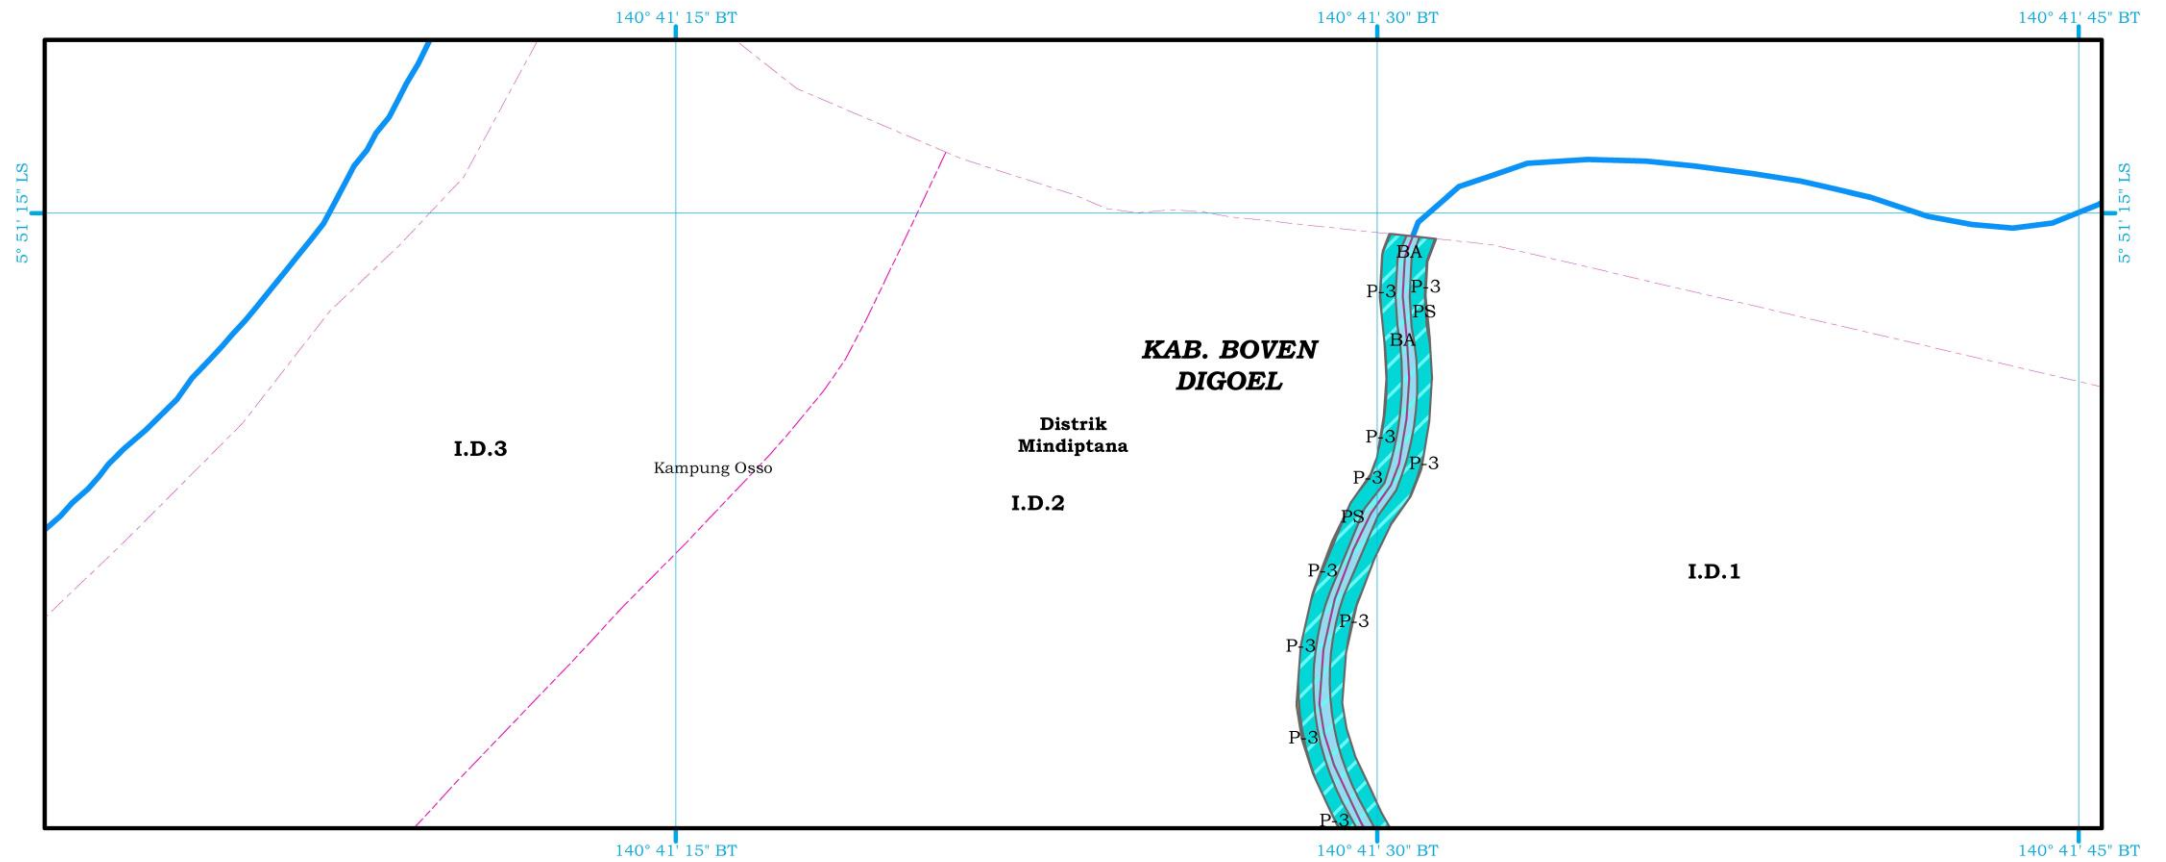 140° 41' 15" BT
140° 41' 30" BT
140° 41' 45" BT
5° 51' 15" LS
5° 51' 15" LS
BA
P-3
P-3
PS
BA
KAB. BOVEN
DIGOEL
Distrik
Mindiptana
P-3
I.D.3
P-3
Kampung Osso
P-3
I.D.2
PS
P-3
I.D.1
P-3
P-3
P-3
P-3
140° 41' 15" BT
140° 41' 30" BT
140° 41' 45" BT